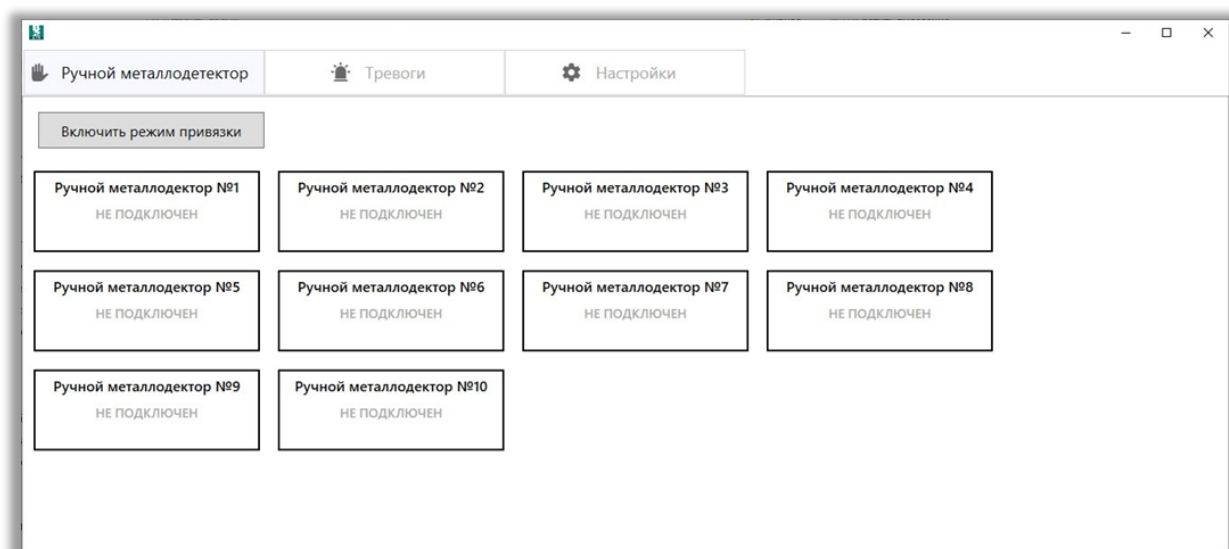 Ручной металлодетектор
Тревоги
Настройки
Включить режим привязки
Ручной металлодектор №1
НЕ ПОДКЛЮЧЕН
Ручной металлодектор №2
НЕ ПОДКЛЮЧЕН
Ручной металлодектор №3
НЕ ПОДКЛЮЧЕН
Ручной металлодектор №4
НЕ ПОДКЛЮЧЕН
Ручной металлодектор №5
НЕ ПОДКЛЮЧЕН
Ручной металлодектор №6
НЕ ПОДКЛЮЧЕН
Ручной металлодектор №7
НЕ ПОДКЛЮЧЕН
Ручной металлодектор №8
НЕ ПОДКЛЮЧЕН
Ручной металлодектор №9
НЕ ПОДКЛЮЧЕН
Ручной металлодектор №10
НЕ ПОДКЛЮЧЕН